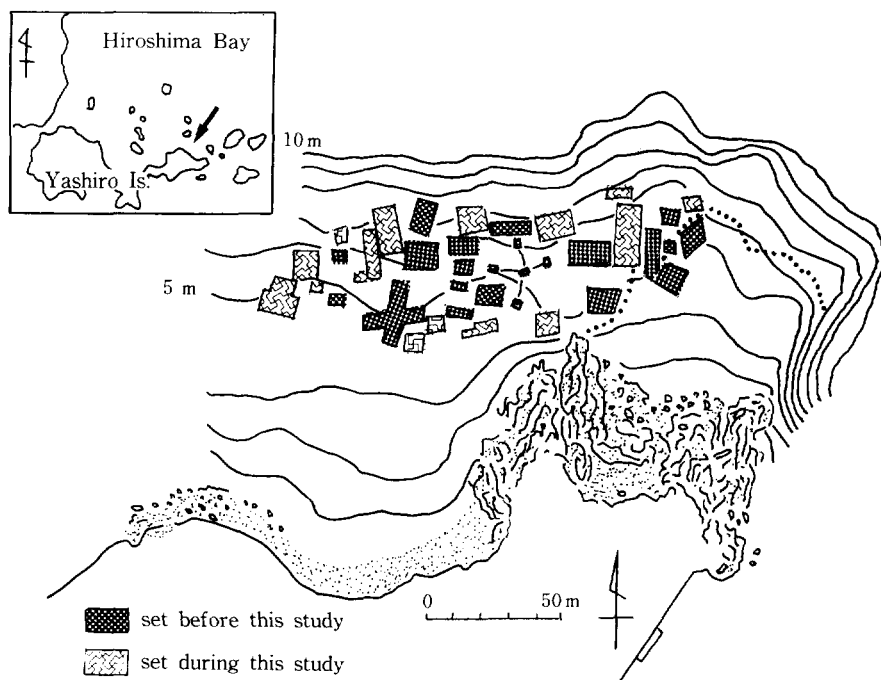 Hiroshima Bay
Yashiro Is.
10 m
5 m
0 50 m
set before this study
set during this study